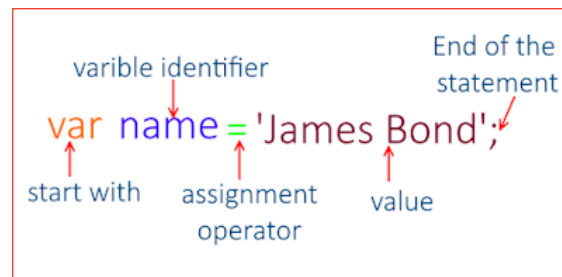 End of the
statement
varible identifier
var name = 'James Bond';
start with
assignment
operator
value